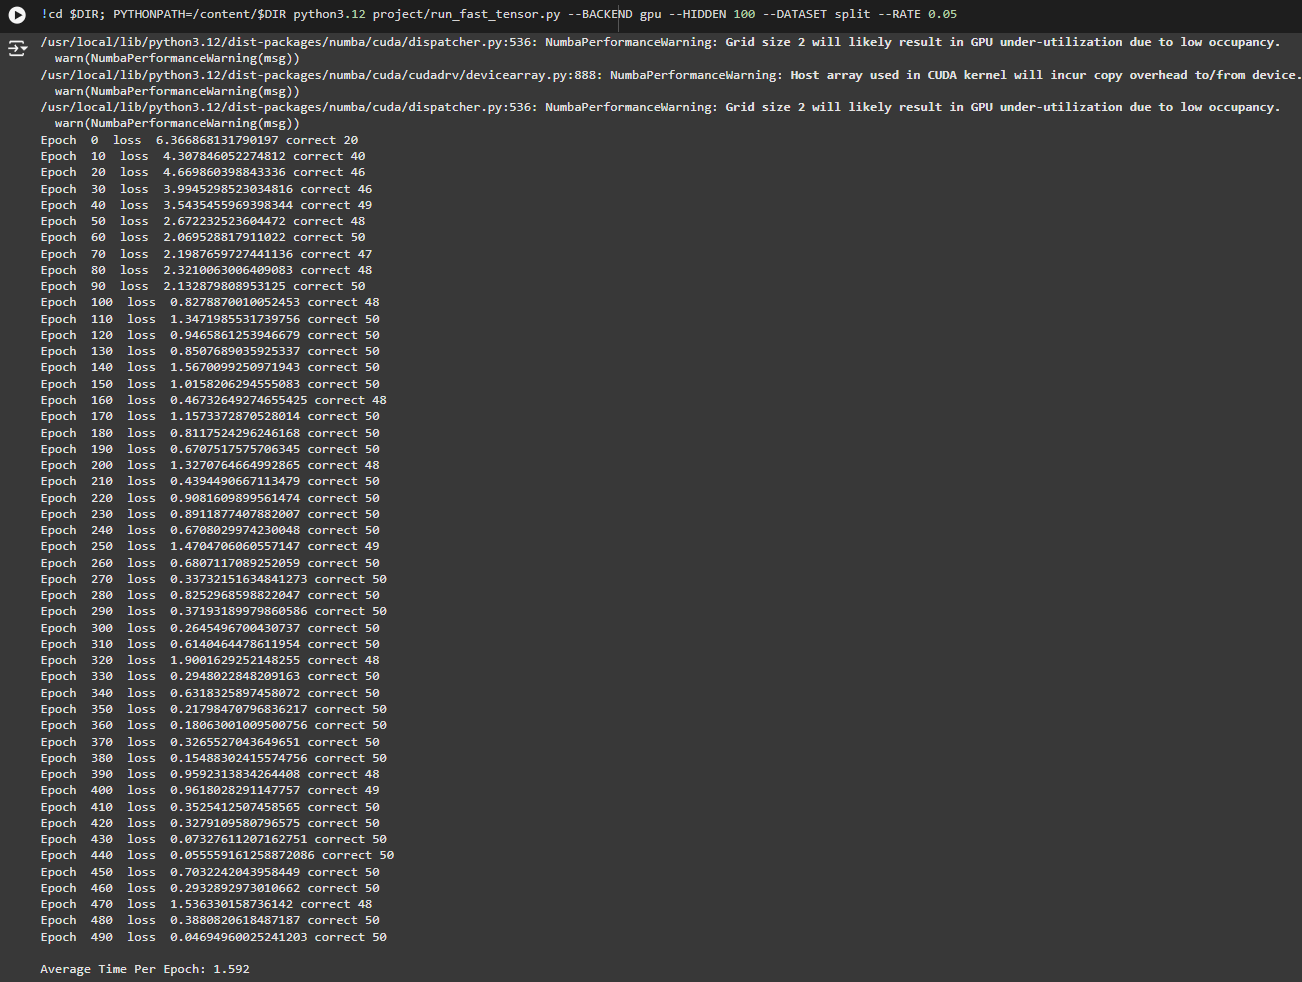 !cd $DIR; PYTHONPATH=/content/$DIR python3.12 project/run_fast_tensor.py --BACKEND gpu --HIDDEN 100 --DATASET split --RATE 0.05
/usr/local/lib/python3.12/dist-packages/numba/cuda/dispatcher.py:536: NumbaPerformanceWarning: Grid size 2 will likely result in GPU under-utilization due to low occupancy.
  warn(NumbaPerformanceWarning(msg))
/usr/local/lib/python3.12/dist-packages/numba/cuda/cudadrv/devicearray.py:888: NumbaPerformanceWarning: Host array used in CUDA kernel will incur copy overhead to/from device.
  warn(NumbaPerformanceWarning(msg))
/usr/local/lib/python3.12/dist-packages/numba/cuda/dispatcher.py:536: NumbaPerformanceWarning: Grid size 2 will likely result in GPU under-utilization due to low occupancy.
  warn(NumbaPerformanceWarning(msg))
Epoch  0  loss  6.366868131790197 correct 20
Epoch  10  loss  4.307846052274812 correct 40
Epoch  20  loss  4.669860398843336 correct 46
Epoch  30  loss  3.9945298523034816 correct 46
Epoch  40  loss  3.5435455969398344 correct 49
Epoch  50  loss  2.672232523604472 correct 48
Epoch  60  loss  2.069528817911022 correct 50
Epoch  70  loss  2.1987659727441136 correct 47
Epoch  80  loss  2.3210063006409083 correct 48
Epoch  90  loss  2.132879808953125 correct 50
Epoch  100  loss  0.8278870010052453 correct 48
Epoch  110  loss  1.3471985531739756 correct 50
Epoch  120  loss  0.9465861253946679 correct 50
Epoch  130  loss  0.8507689035925337 correct 50
Epoch  140  loss  1.5670099250971943 correct 50
Epoch  150  loss  1.0158206294555083 correct 50
Epoch  160  loss  0.46732649274655425 correct 48
Epoch  170  loss  1.1573372870528014 correct 50
Epoch  180  loss  0.8117524296246168 correct 50
Epoch  190  loss  0.6707517575706345 correct 50
Epoch  200  loss  1.3270764664992865 correct 48
Epoch  210  loss  0.4394490667113479 correct 50
Epoch  220  loss  0.9081609899561474 correct 50
Epoch  230  loss  0.8911877407882007 correct 50
Epoch  240  loss  0.6708029974230048 correct 50
Epoch  250  loss  1.4704706060557147 correct 49
Epoch  260  loss  0.6807117089252059 correct 50
Epoch  270  loss  0.33732151634841273 correct 50
Epoch  280  loss  0.8252968598822047 correct 50
Epoch  290  loss  0.37193189979860586 correct 50
Epoch  300  loss  0.2645496700430737 correct 50
Epoch  310  loss  0.6140464478611954 correct 50
Epoch  320  loss  1.9001629252148255 correct 48
Epoch  330  loss  0.2948022848209163 correct 50
Epoch  340  loss  0.6318325897458072 correct 50
Epoch  350  loss  0.21798470796836217 correct 50
Epoch  360  loss  0.18063001009500756 correct 50
Epoch  370  loss  0.3265527043649651 correct 50
Epoch  380  loss  0.15488302415574756 correct 50
Epoch  390  loss  0.9592313834264408 correct 48
Epoch  400  loss  0.9618028291147757 correct 49
Epoch  410  loss  0.3525412507458565 correct 50
Epoch  420  loss  0.3279109580796575 correct 50
Epoch  430  loss  0.07327611207162751 correct 50
Epoch  440  loss  0.055559161258872086 correct 50
Epoch  450  loss  0.7032242043958449 correct 50
Epoch  460  loss  0.2932892973010662 correct 50
Epoch  470  loss  1.536330158736142 correct 48
Epoch  480  loss  0.3880820618487187 correct 50
Epoch  490  loss  0.04694960025241203 correct 50
Average Time Per Epoch: 1.592